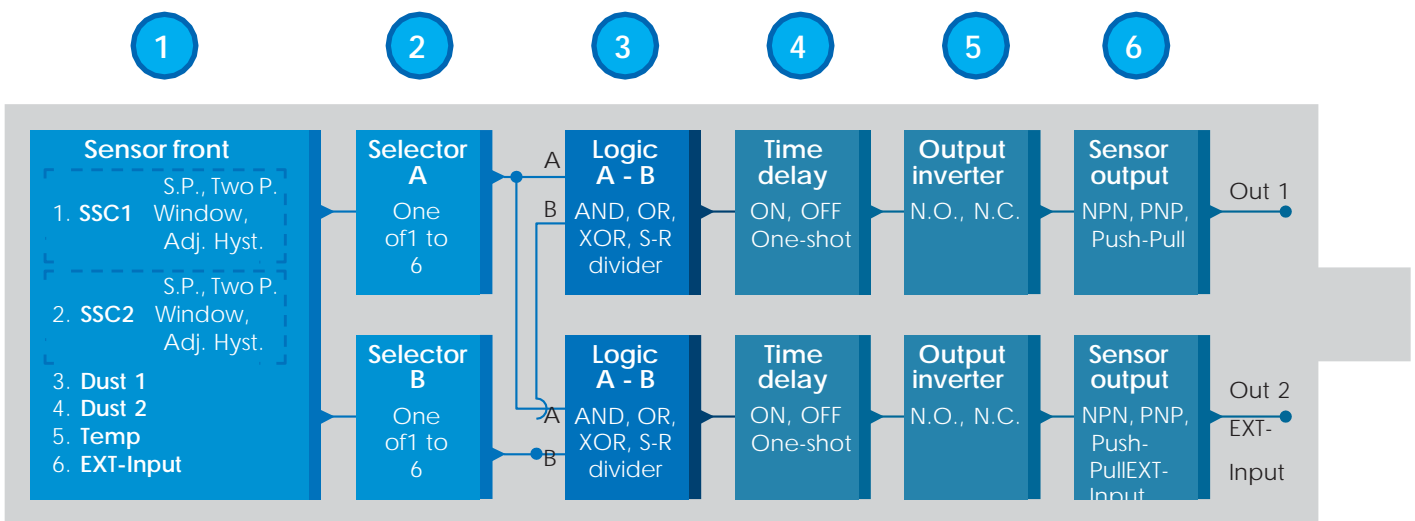 1
2
3
4
5
6
Sensor front
S.P., Two P.
1. SSC1 Window,
Adj. Hyst.
S.P., Two P.
2. SSC2 Window,
Adj. Hyst.
3. Dust 1
4. Dust 2
5. Temp
6. EXT-Input
Selector
A
One
of1 to
6
Selector
B
One
of1 to
6
A
B
Logic
A - B
AND, OR,
XOR, S-R
divider
A
B
Logic
A - B
AND, OR,
XOR, S-R
divider
Time
delay
ON, OFF
One-shot
Time
delay
ON, OFF
One-shot
Output
inverter
N.O., N.C.
Output
inverter
N.O., N.C.
Sensor
output
NPN, PNP,
Push-Pull
Sensor
output
NPN, PNP,
Push-
PullEXT-
Input
Out 1
Out 2
EXT-
Input